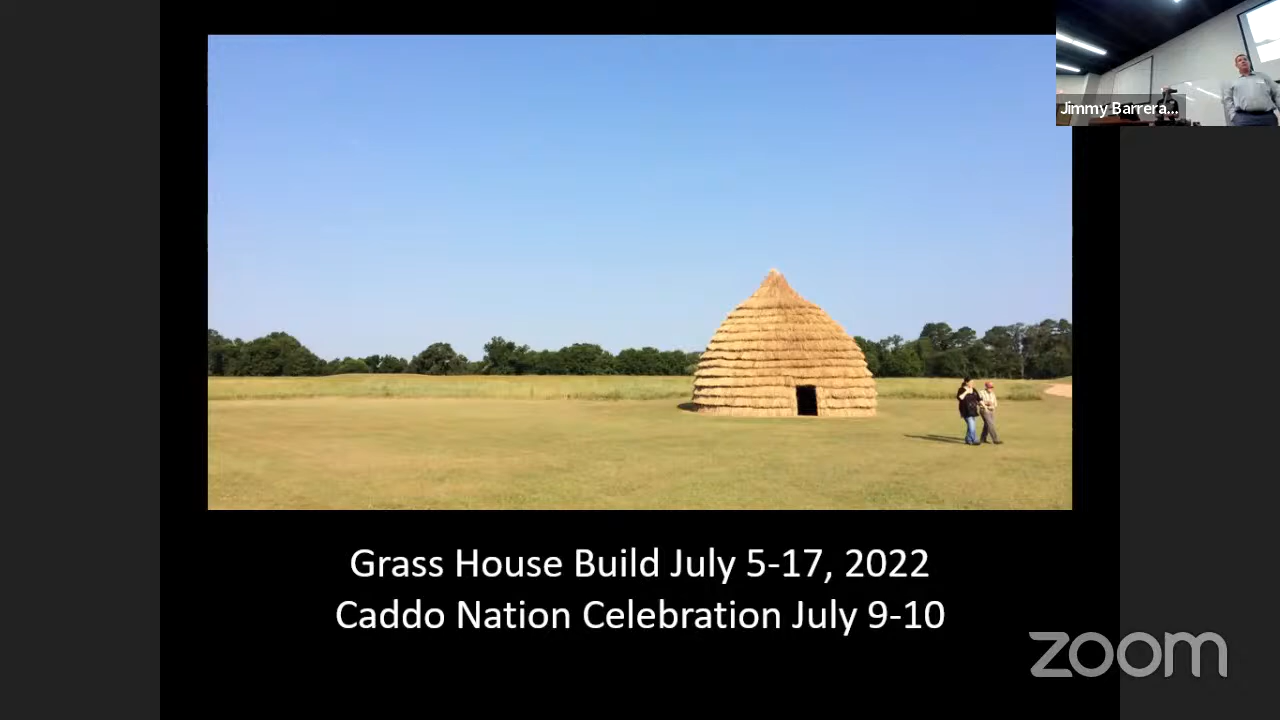 Jimmy Barrera...
Grass House Build July 5-17, 2022
Caddo Nation Celebration July 9-10
zoom